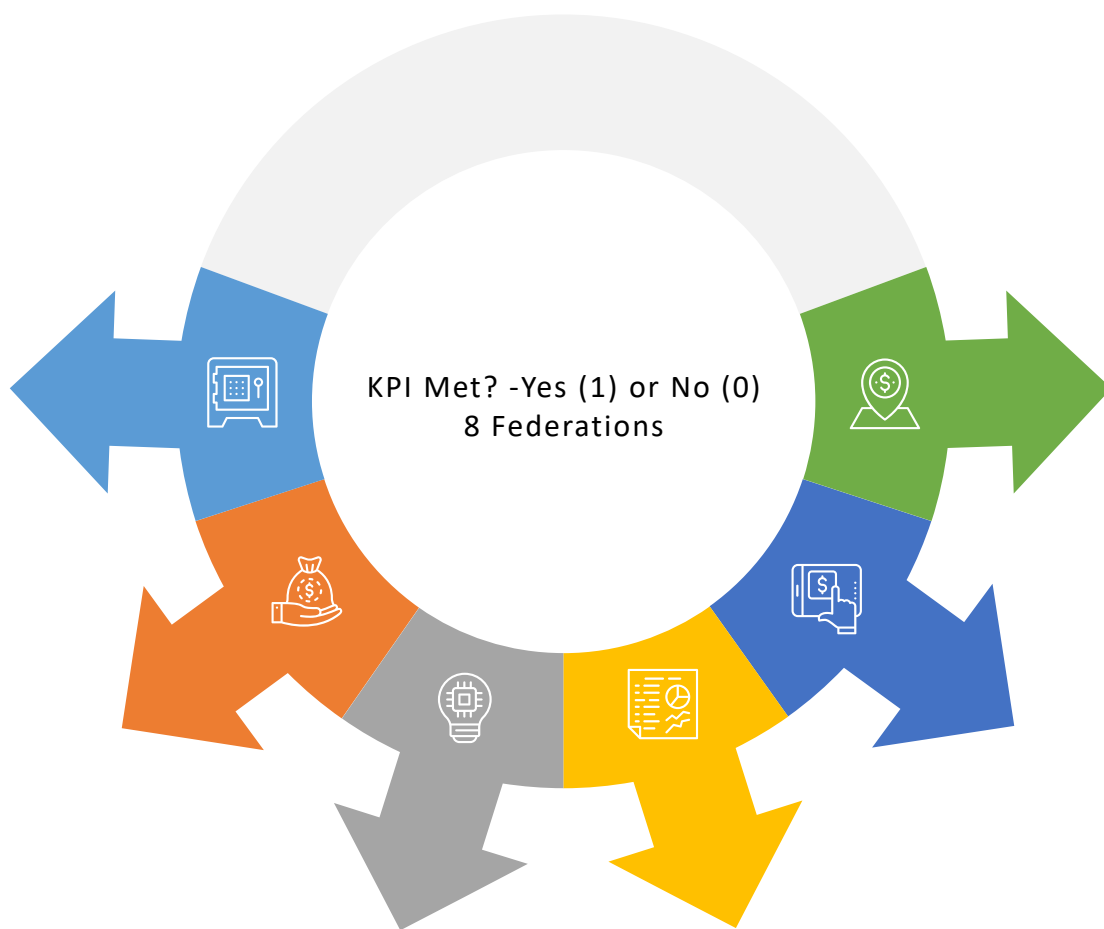 KPI Met? -Yes (1) or No (0)
8 Federations